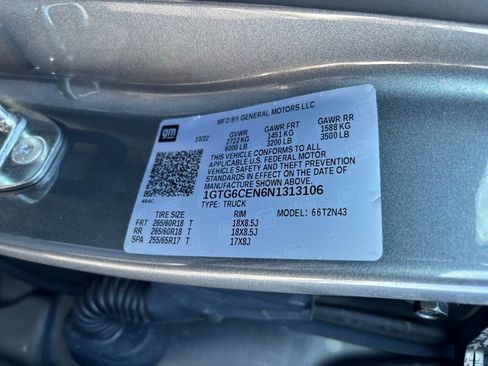 MFD BY GENERAL MOTORS LLC
gm
10/22
GVWR GAWR FRT GAWR RR
2722KG 1451 KG 1588 KG
6000 LB 3200 LB 3500 LB
THIS VEHICLE CONFORMS TO ALL
APPLICABLE U.S. FEDERAL MOTOR
VEHICLE SAFETY AND THEFT PREVENTION
STANDARDS IN EFFECT ON THE DATE OF
MANUFACTURE SHOWN ABOVE.
1GTG6CEN6N1313106
TYPE: TRUCK
MODEL: 66T2N43
TIRE SIZE RIM
FRT 265/60R18 T 18X8.5J
RR 265/60R18 T 18X8.5J
SPA 255/65R17 T 17X8J